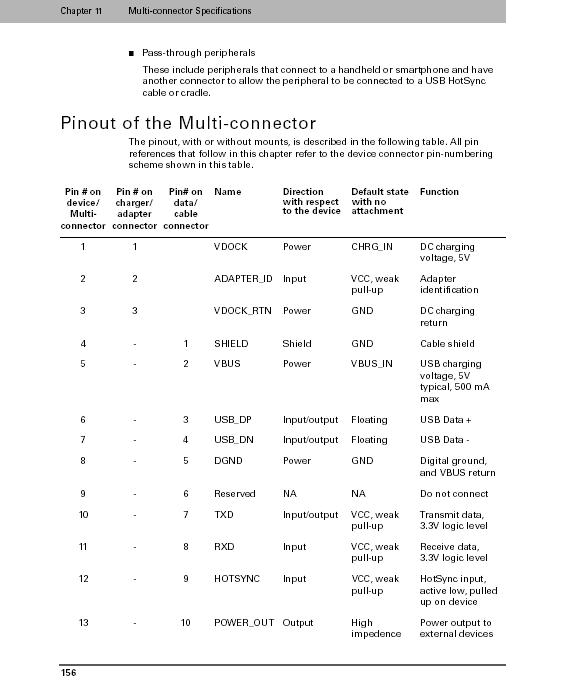 Chapter 11 Multi-connector Specifications
■ Pass-through peripherals
These include peripherals that connect to a handheld or smartphone and have
another connector to allow the peripheral to be connected to a USB HotSync
cable or cradle.
Pinout of the Multi-connector
The pinout, with or without mounts, is described in the following table. All pin
references that follow in this chapter refer to the device connector pin-numbering
scheme shown in this table.
Pin # on Pin # on Pin# on Name Direction Default state Function
device/ charger/ data/ with respect with no
Multi- adapter cable to the device attachment
connector connector connector
1 1 VDOCK Power CHRG_IN DC charging
voltage, 5V
2 2 ADAPTER_ID Input VCC, weak Adapter
pull-up identification
3 3 VDOCK_RTN Power GND DC charging
return
4 - 1 SHIELD Shield GND Cable shield
5 - 2 VBUS Power VBUS_IN USB charging
voltage, 5V
typical, 500 mA
max
6 - 3 USB_DP Input/output Floating USB Data +
7 - 4 USB_DN Input/output Floating USB Data -
8 - 5 DGND Power GND Digital ground,
and VBUS return
9 - 6 Reserved NA NA Do not connect
10 - 7 TXD Input/output VCC, weak Transmit data,
pull-up 3.3V logic level
11 - 8 RXD Input VCC, weak Receive data,
pull-up 3.3V logic level
12 - 9 HOTSYNC Input VCC, weak HotSync input,
pull-up active low, pulled
up on device
13 - 10 POWER_OUT Output High Power output to
impedence external devices
156